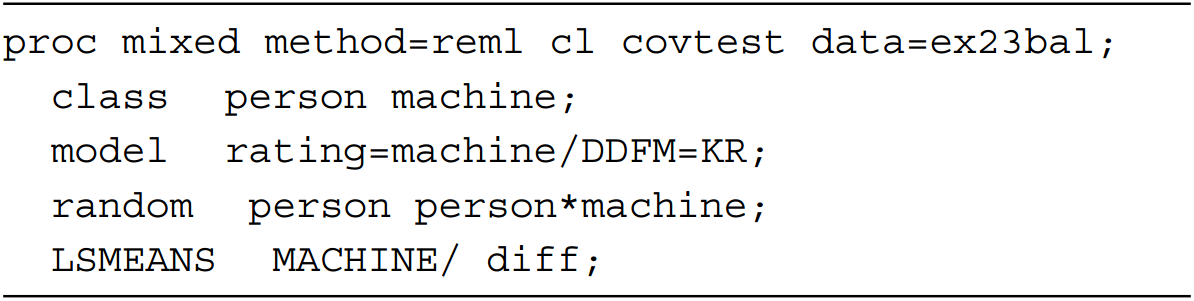 proc mixed method=reml cl covtest data=ex23bal;
class person machine;
model rating=machine/DDFM=KR;
random person person*machine;
LSMEANS MACHINE/ diff;